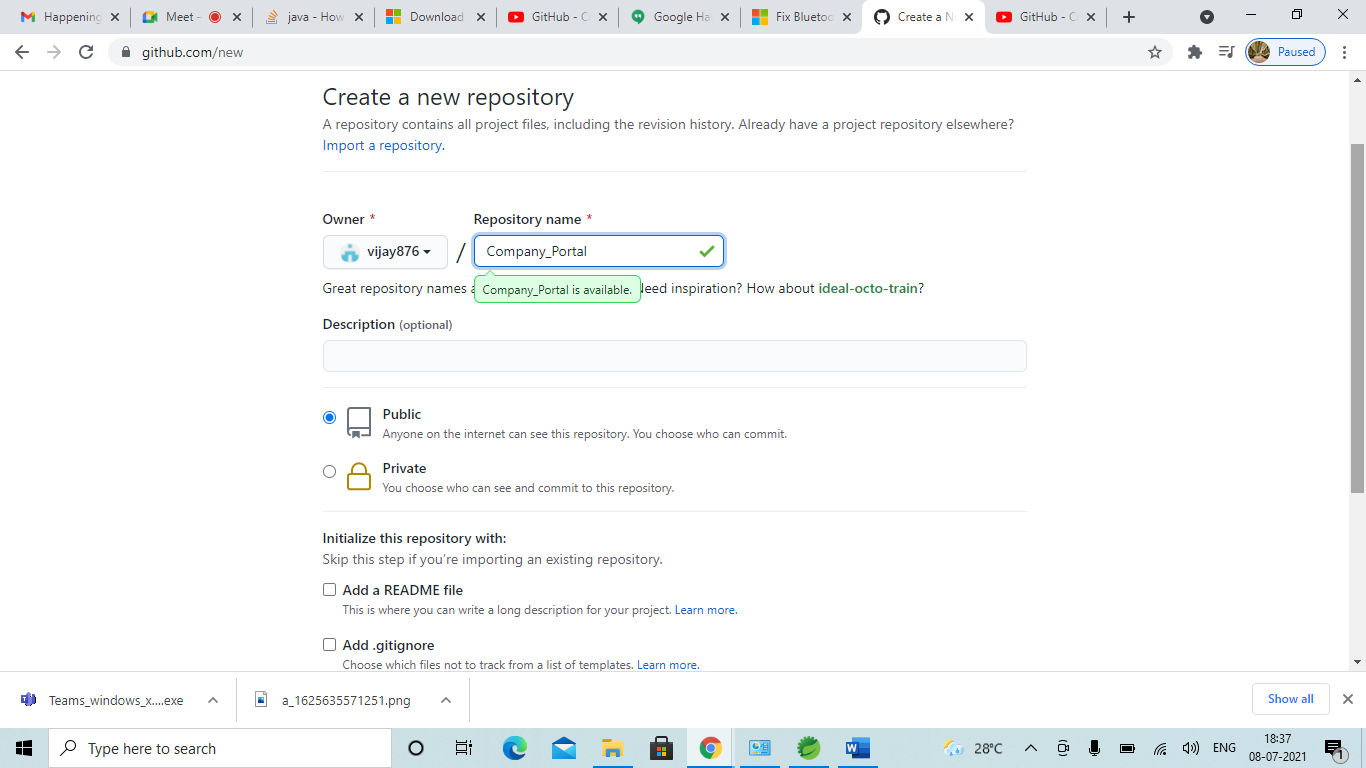 Happening
Meet -
java - How
Download
GitHub - C
Google Ha
Fix Bluetoo
Create a N
GitHub - C
github.com/new
Paused
Create a new repository
A repository contains all project files, including the revision history. Already have a project repository elsewhere?
Import a repository.
Owner *
Repository name *
vijay876
/
Company_Portal
Great repository names a
Company_Portal is available.
Need inspiration? How about ideal-octo-train?
Description (optional)
Public
Anyone on the internet can see this repository. You choose who can commit.
Private
You choose who can see and commit to this repository.
Initialize this repository with:
Skip this step if you're importing an existing repository.
Add a README file
This is where you can write a long description for your project. Learn more.
Add .gitignore
Choose which files not to track from a list of templates. Learn more.
Teams_windows_x....exe
a_1625635571251.png
Show all
Type here to search
28°C
ENG
18:37
08-07-2021
1